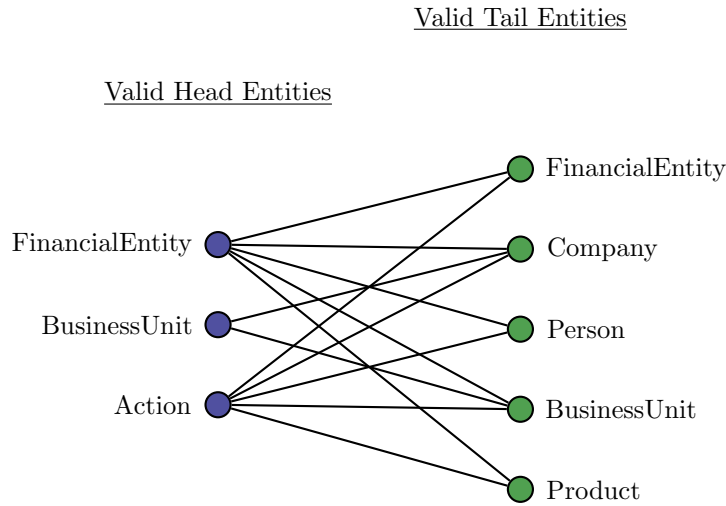 Valid Tail Entities
Valid Head Entities
FinancialEntity
FinancialEntity
Company
BusinessUnit
Person
Action
BusinessUnit
Product